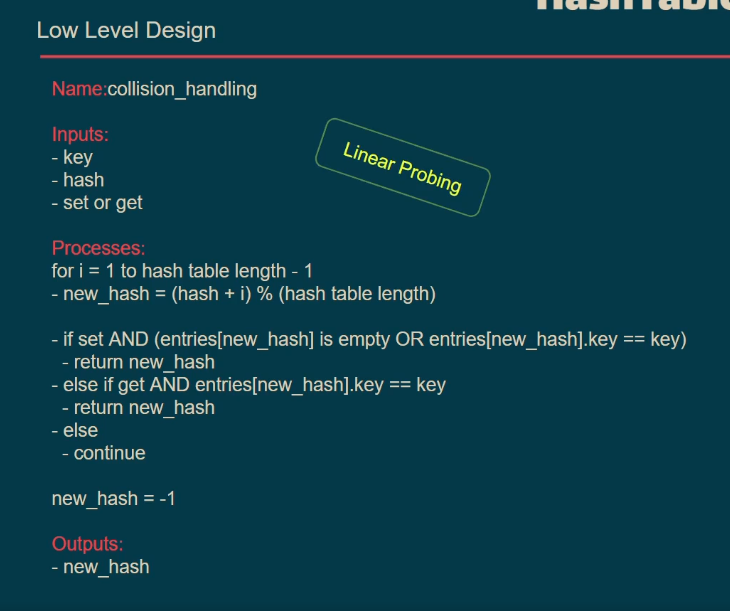 Low Level Design
Name:collision_handling
Inputs:
- key
- hash
- set or get
Linear Probing
Processes:
for i = 1 to hash table length - 1
- new_hash = (hash + i) % (hash table length)
- if set AND (entries[new_hash] is empty OR entries[new_hash].key == key)
- return new_hash
- else if get AND entries[new_hash].key == key
- return new_hash
- else
- continue
new_hash = -1
Outputs:
- new_hash